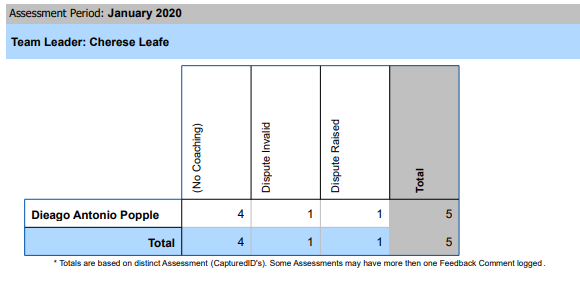 Assessment Period: January 2020
Team Leader: Cherese Leafe
(No Coaching) Dispute Invalid Dispute Raised Total
Dieago Antonio Popple 4 1 1 5
Total 4 1 1 5
* Totals are based on distinct Assessment (CapturedID's). Some Assessments may have more then one Feedback Comment logged .